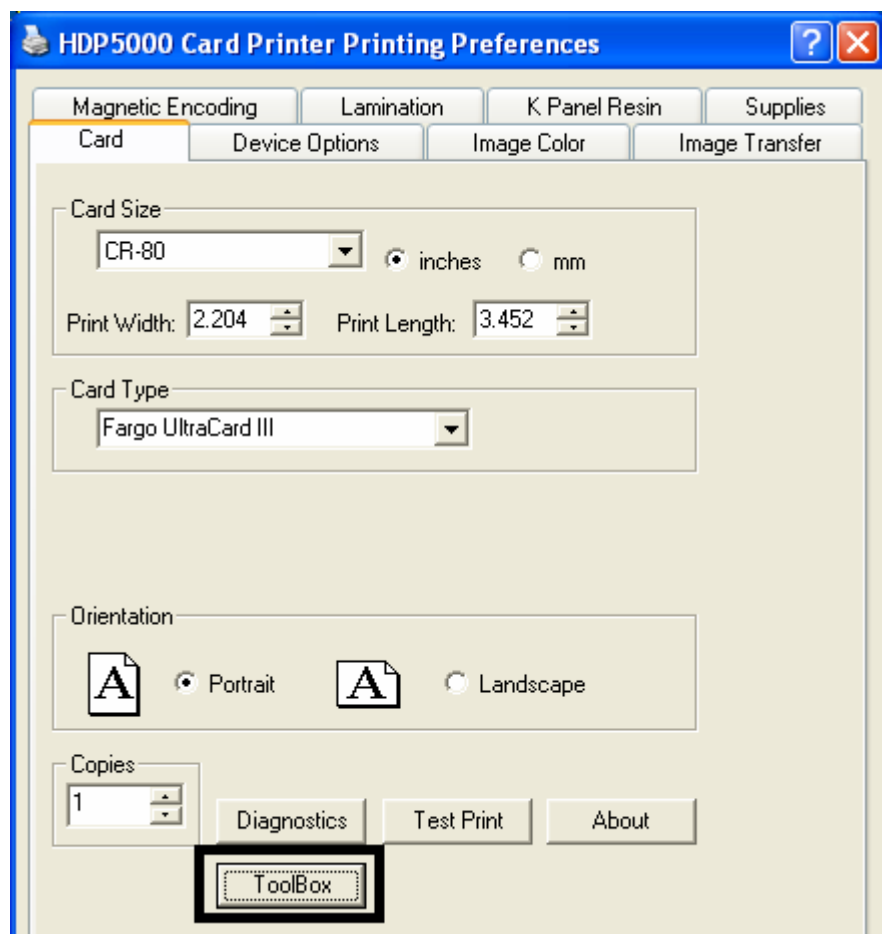 HDP5000 Card Printer Printing Preferences
Magnetic Encoding Lamination K Panel Resin Supplies
Card Device Options Image Color Image Transfer
Card Size
CR-80 inches mm
Print Width: 2.204 Print Length: 3.452
Card Type
Fargo UltraCard III
Orientation
A Portrait A Landscape
Copies
1
Diagnostics Test Print About
ToolBox